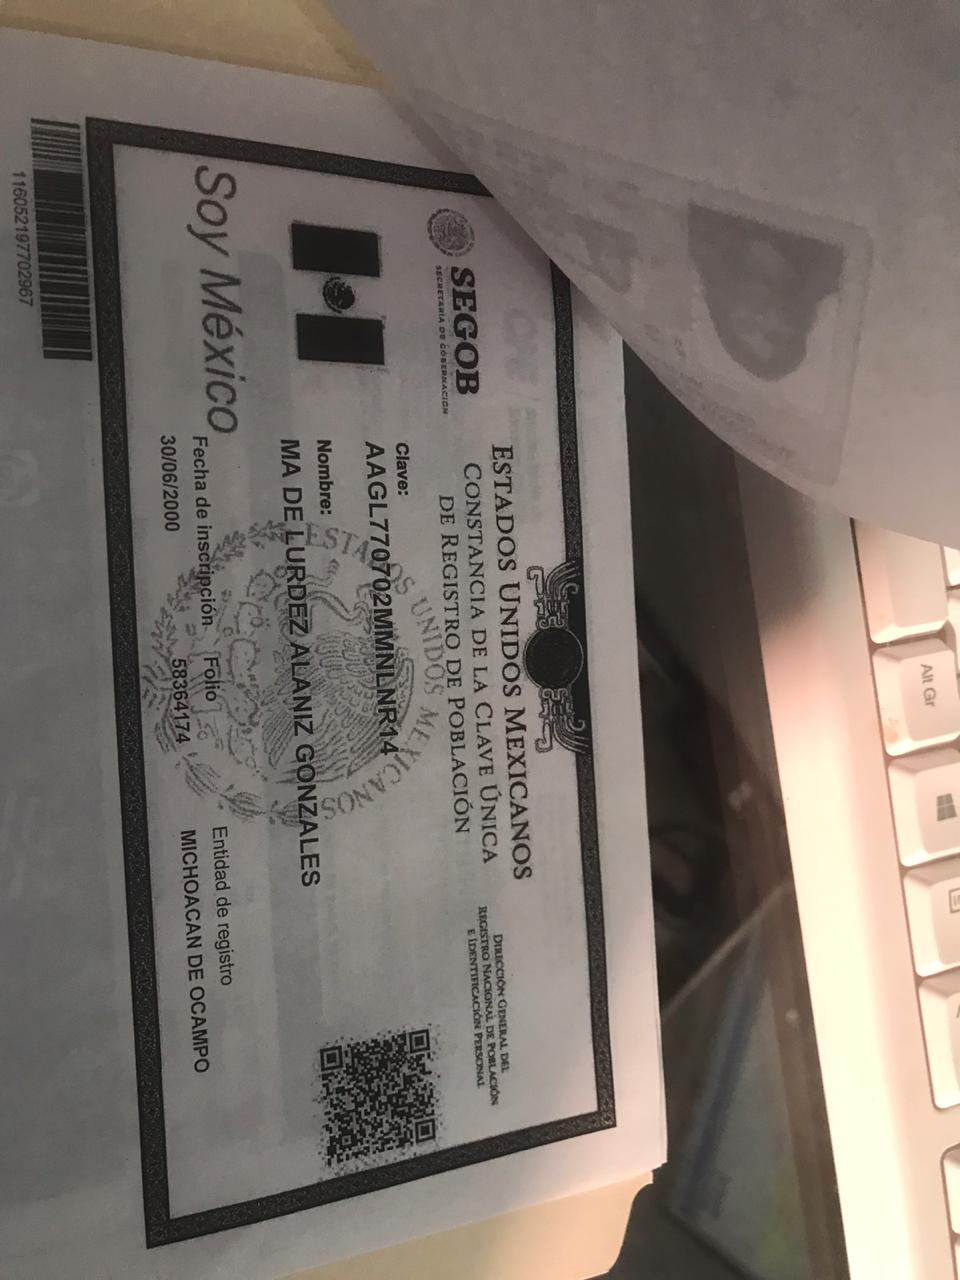 SEGOB
SECRETARÍA DE GOBERNACIÓN
ESTADOS UNIDOS MEXICANOS
CONSTANCIA DE LA CLAVE ÚNICA
DE REGISTRO DE POBLACIÓN
DIRECCIÓN GENERAL DEL
REGISTRO NACIONAL DE POBLACIÓN
E IDENTIFICACIÓN PERSONAL
Clave:
AAGL770702MMNLNR14
Nombre:
MA DE LURDEZ ALANIZ GONZALES
Soy México
Fecha de inscripción
30/06/2000
Folio
58364174
Entidad de registro
MICHOACAN DE OCAMPO
ESTADOS UNIDOS MEXICANOS
116052197702967
Alt Gr